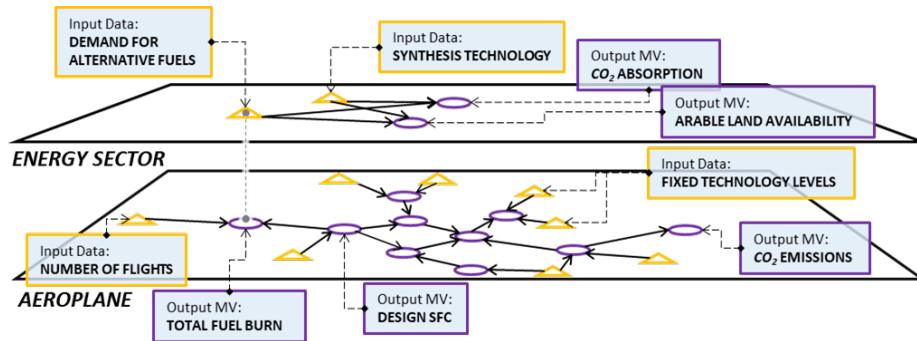 Input Data:
DEMAND FOR
ALTERNATIVE FUELS
Input Data:
SYNTHESIS TECHNOLOGY
Output MV:
CO2 ABSORPTION
Output MV:
ARABLE LAND AVAILABILITY
ENERGY SECTOR
Input Data:
FIXED TECHNOLOGY LEVELS
Input Data:
NUMBER OF FLIGHTS
Output MV:
CO2 EMISSIONS
AEROPLANE
Output MV:
TOTAL FUEL BURN
Output MV:
DESIGN SFC